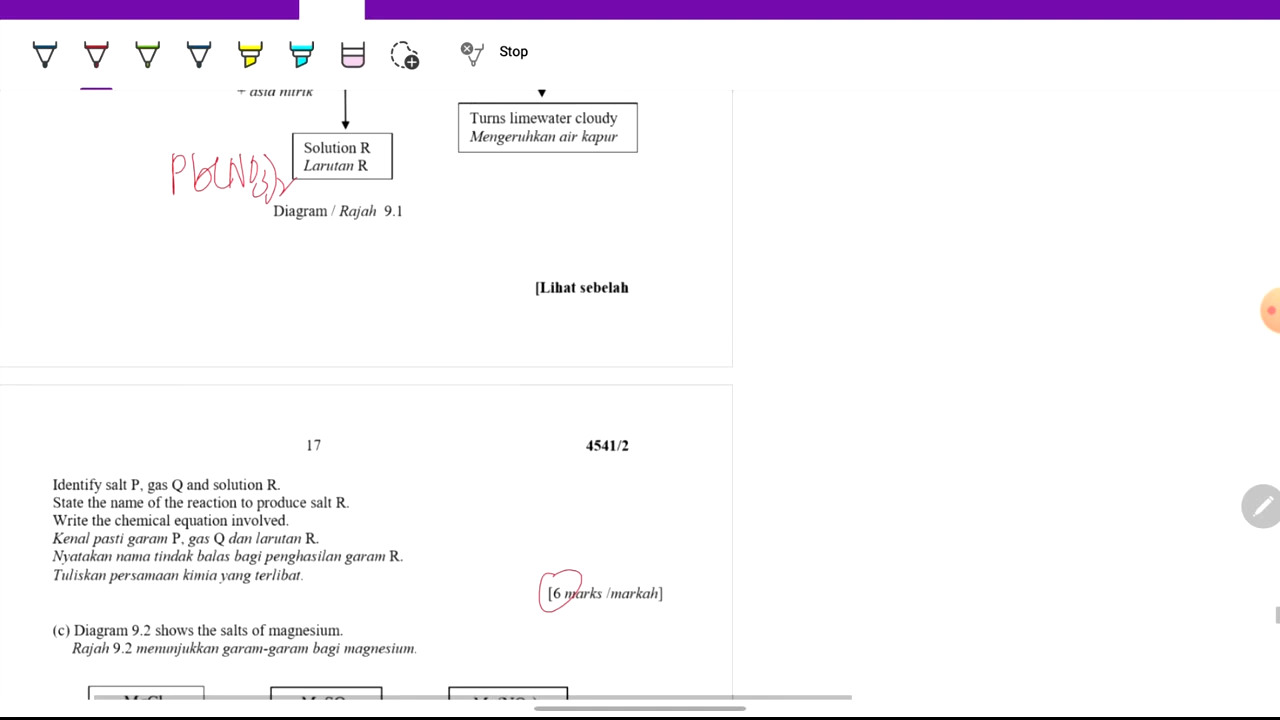 Stop
+ asid nitrik
Turns limewater cloudy
Mengeruhkan air kapur
Solution R
Larutan R
Pb(NO3)2
Diagram / Rajah 9.1
[Lihat sebelah
17
4541/2
Identify salt P, gas Q and solution R.
State the name of the reaction to produce salt R.
Write the chemical equation involved.
Kenal pasti garam P, gas Q dan larutan R.
Nyatakan nama tindak balas bagi penghasilan garam R.
Tuliskan persamaan kimia yang terlibat.
[6 marks /markah]
(c) Diagram 9.2 shows the salts of magnesium.
Rajah 9.2 menunjukkan garam-garam bagi magnesium.